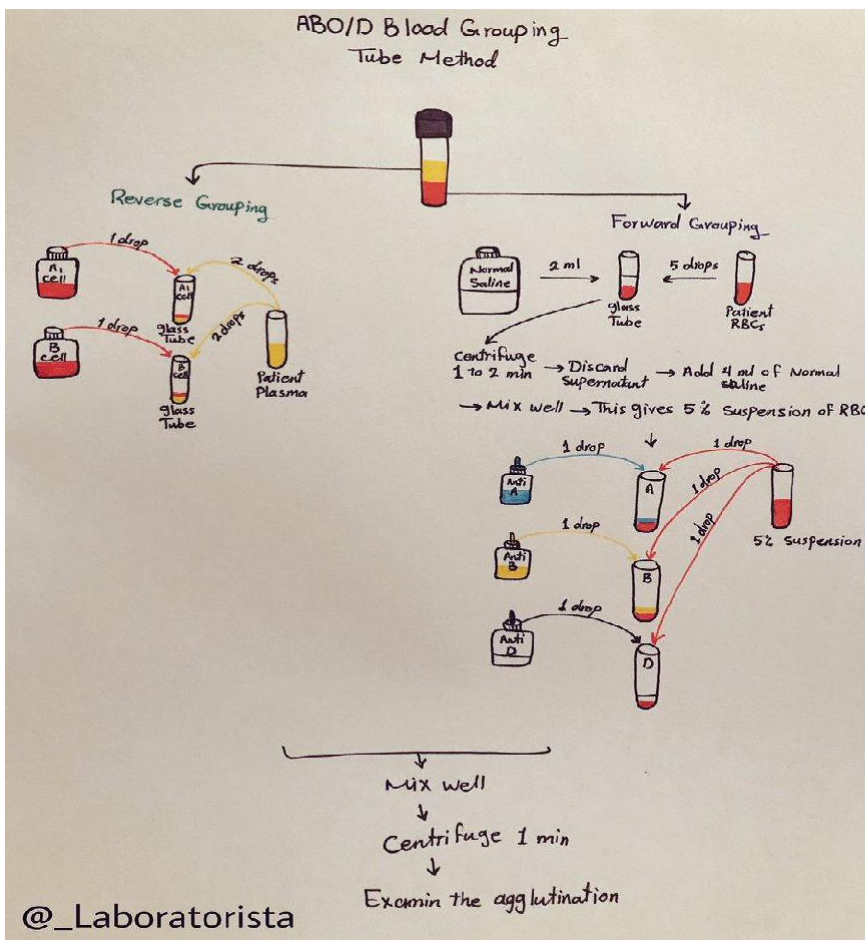 ABO/D Blood Grouping
Tube Method
Reverse Grouping
1 drop
A1
cell
A1
cell
glass
Tube
2 drops
1 drop
B
cell
B
cell
glass
Tube
2 drops
Patient
Plasma
Forward Grouping
Normal
Saline
2 ml
glass
Tube
5 drops
Patient
RBCs
Centrifuge
1 to 2 min → Discard
Supernatant → Add 4 ml of Normal
Saline
→ Mix well → This gives 5% Suspension of RBC
Anti
A
1 drop
A
1 drop
1 drop
1 drop
5% Suspension
Anti
B
1 drop
B
Anti
D
1 drop
D
Mix well
Centrifuge 1 min
Examin the agglutination
@_Laboratorista